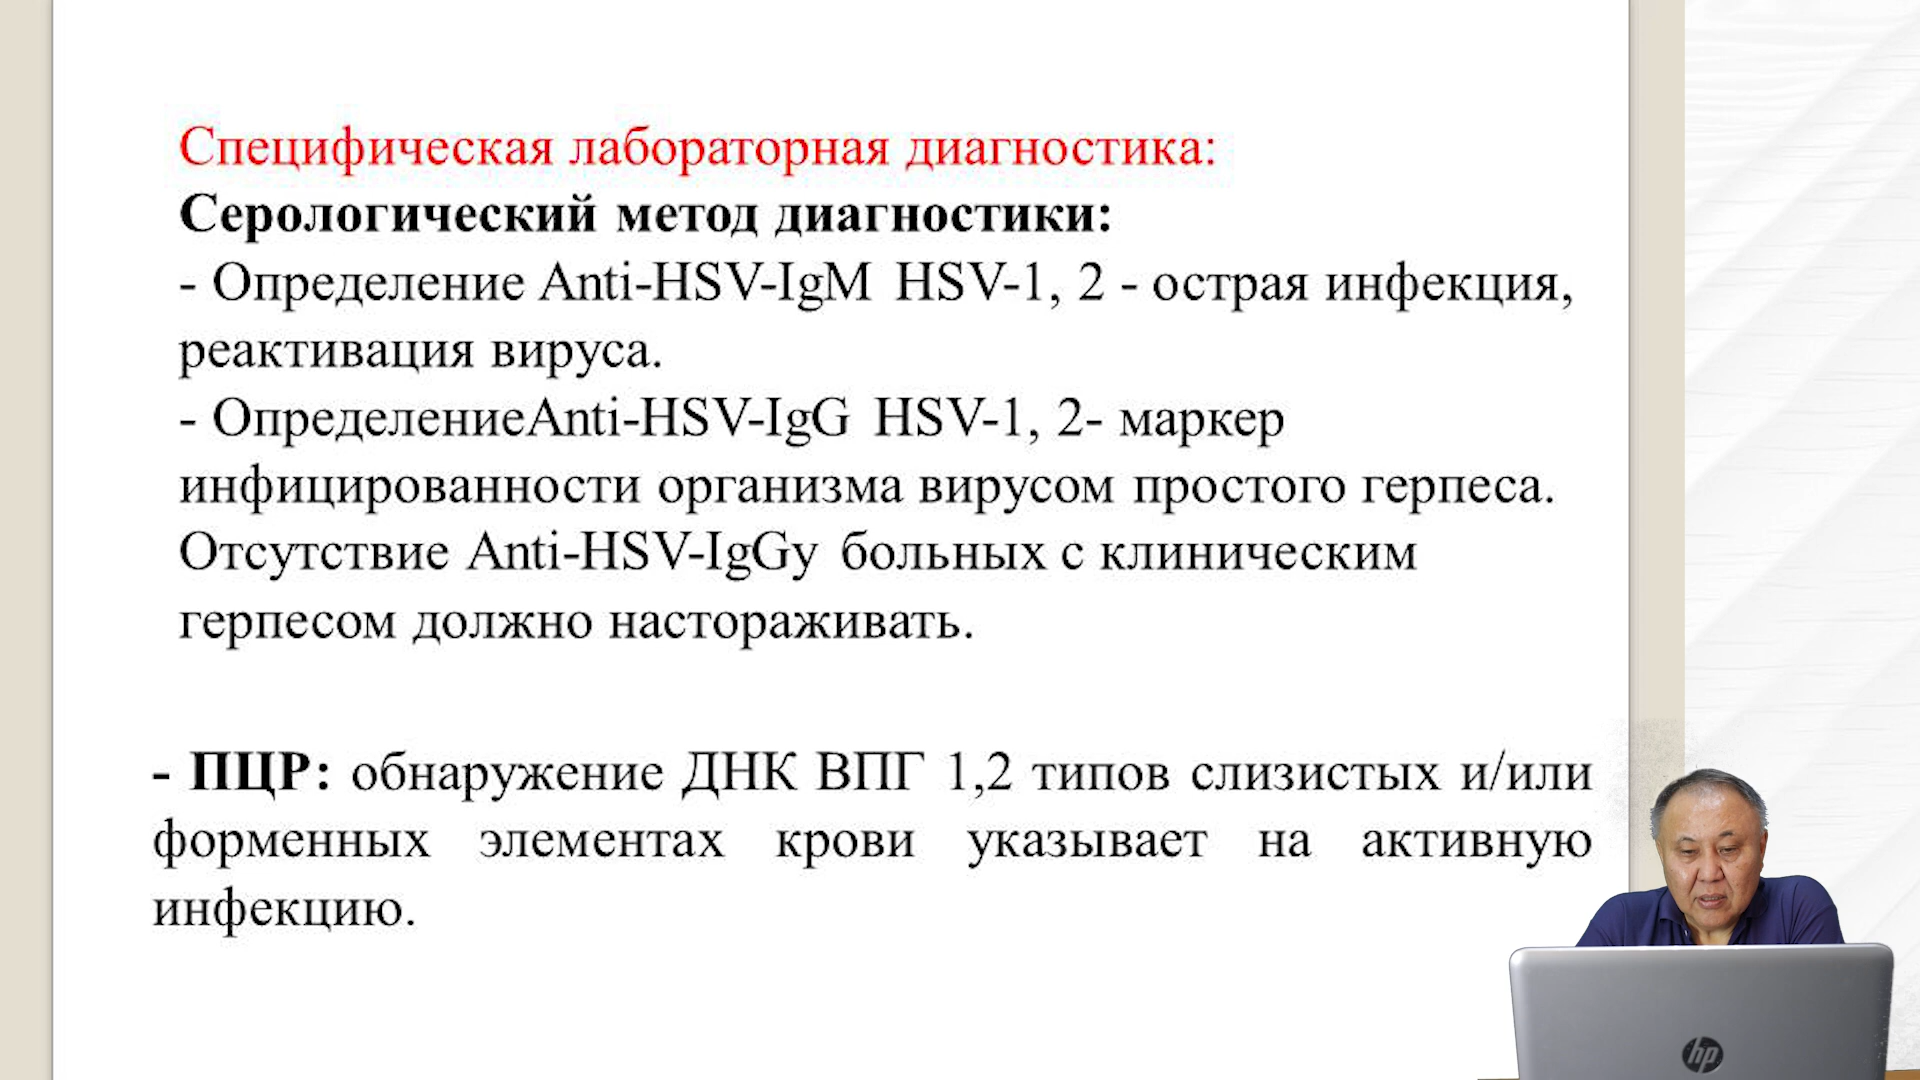 Специфическая лабораторная диагностика:
Серологический метод диагностики:
- Определение Anti-HSV-IgM HSV-1, 2 - острая инфекция,
реактивация вируса.
- ОпределениеAnti-HSV-IgG HSV-1, 2- маркер
инфицированности организма вирусом простого герпеса.
Отсутствие Anti-HSV-IgGу больных с клиническим
герпесом должно настораживать.
- ПЦР: обнаружение ДНК ВПГ 1,2 типов слизистых и/или
форменных элементах крови указывает на активную
инфекцию.
hp